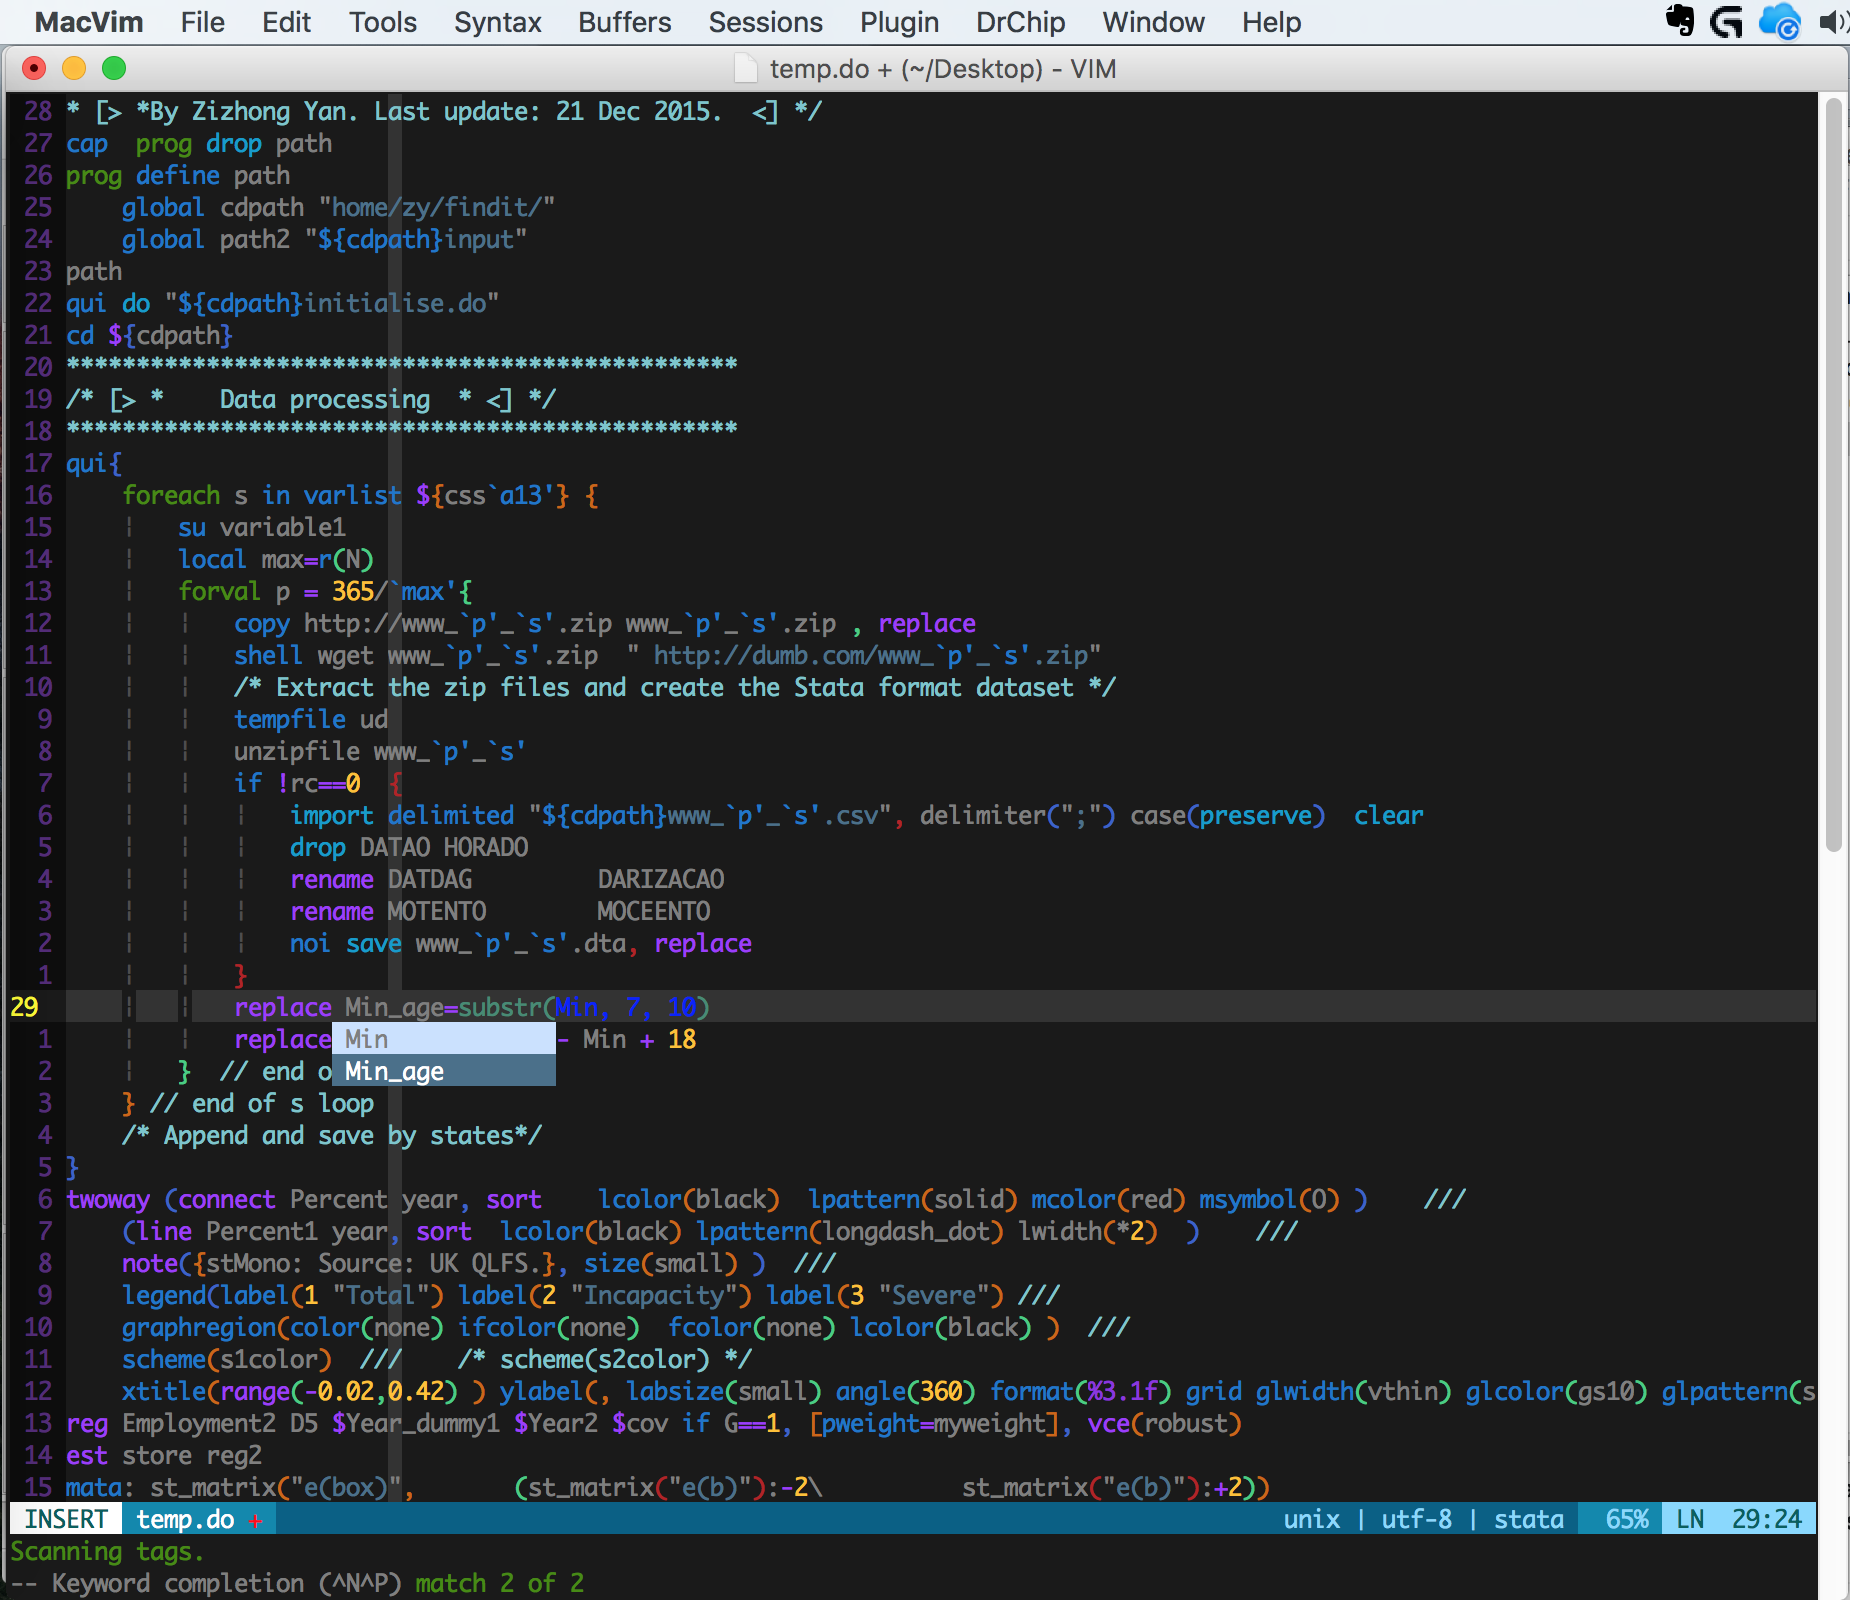 MacVim File Edit Tools Syntax Buffers Sessions Plugin DrChip Window Help
temp.do + (~/Desktop) - VIM
28 * [> *By Zizhong Yan. Last update: 21 Dec 2015.  <] */
27 cap  prog drop path
26 prog define path
25     global cdpath "home/zy/findit/"
24     global path2 "${cdpath}input"
23 path
22 qui do "${cdpath}initialise.do"
21 cd ${cdpath}
20 ************************************************
19 /* [> *    Data processing  * <] */
18 ************************************************
17 qui{
16     foreach s in varlist ${css`a13'} {
15     ¦   su variable1
14     ¦   local max=r(N)
13     ¦   forval p = 365/`max'{
12     ¦   ¦   copy http://www_`p'_`s'.zip www_`p'_`s'.zip , replace
11     ¦   ¦   shell wget www_`p'_`s'.zip  " http://dumb.com/www_`p'_`s'.zip"
10     ¦   ¦   /* Extract the zip files and create the Stata format dataset */
9     ¦   ¦   tempfile ud
8     ¦   ¦   unzipfile www_`p'_`s'
7     ¦   ¦   if !rc==0  {
6     ¦   ¦   ¦   import delimited "${cdpath}www_`p'_`s'.csv", delimiter(";") case(preserve)  clear
5     ¦   ¦   ¦   drop DATAO HORADO
4     ¦   ¦   ¦   rename DATDAG         DARIZACAO
3     ¦   ¦   ¦   rename MOTENTO        MOCEENTO
2     ¦   ¦   ¦   noi save www_`p'_`s'.dta, replace
1     ¦   ¦   }
29     ¦   ¦   replace Min_age=substr(Min, 7, 10)
1     ¦   ¦   replace Min - Min + 18
2     ¦   }  // end o Min_age
3     } // end of s loop
4     /* Append and save by states*/
5 }
6 twoway (connect Percent year, sort    lcolor(black)  lpattern(solid) mcolor(red) msymbol(O) )    ///
7     (line Percent1 year, sort  lcolor(black) lpattern(longdash_dot) lwidth(*2)  )    ///
8     note({stMono: Source: UK QLFS.}, size(small) )  ///
9     legend(label(1 "Total") label(2 "Incapacity") label(3 "Severe") ///
10     graphregion(color(none) ifcolor(none)  fcolor(none) lcolor(black) )  ///
11     scheme(s1color)  ///    /* scheme(s2color) */
12     xtitle(range(-0.02,0.42) ) ylabel(, labsize(small) angle(360) format(%3.1f) grid glwidth(vthin) glcolor(gs10) glpattern(s
13 reg Employment2 D5 $Year_dummy1 $Year2 $cov if G==1, [pweight=myweight], vce(robust)
14 est store reg2
15 mata: st_matrix("e(box)",       (st_matrix("e(b)"):-2\          st_matrix("e(b)"):+2))
INSERT temp.do + unix | utf-8 | stata 65% LN 29:24
Scanning tags.
-- Keyword completion (^N^P) match 2 of 2